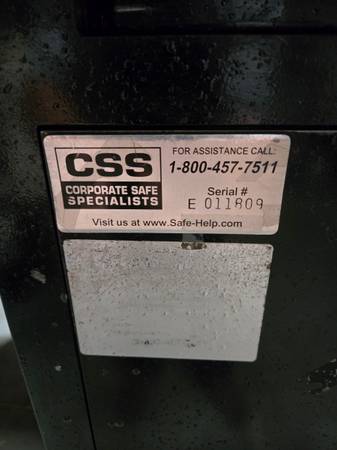 CSS
CORPORATE SAFE
SPECIALISTS
FOR ASSISTANCE CALL:
1-800-457-7511
Serial #
E 011809
Visit us at www.Safe-Help.com